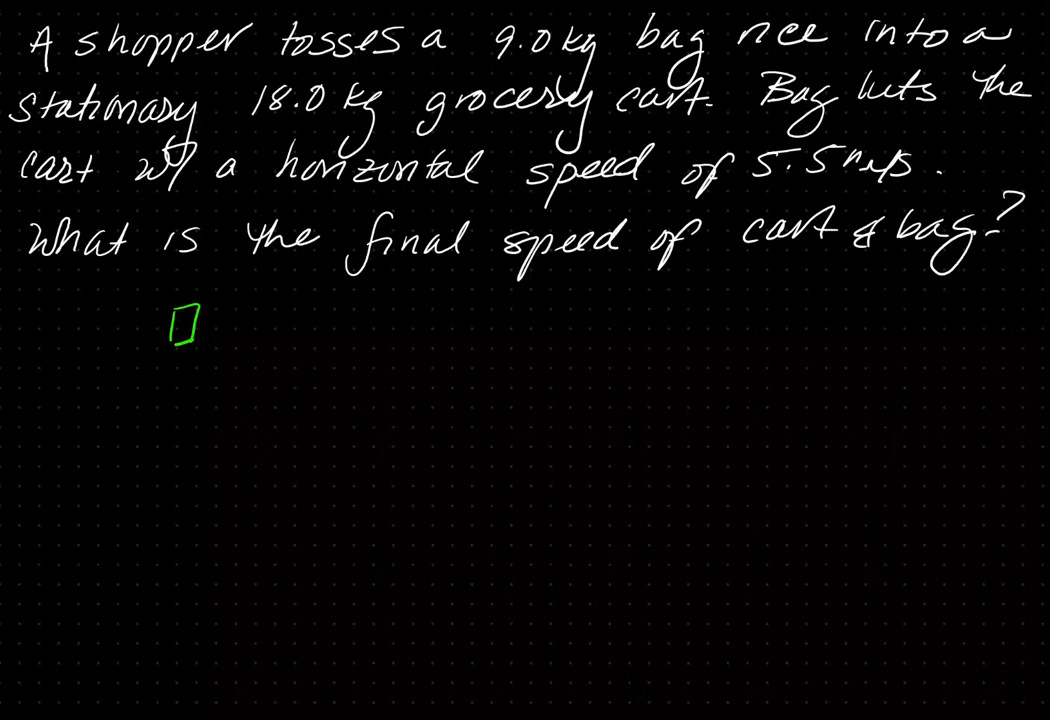 A shopper tosses a 9.0 kg bag rice into a
stationary 18.0 kg grocery cart. Bag hits the
cart w/ a horizontal speed of 5.5 m/s.
What is the final speed of cart & bag?